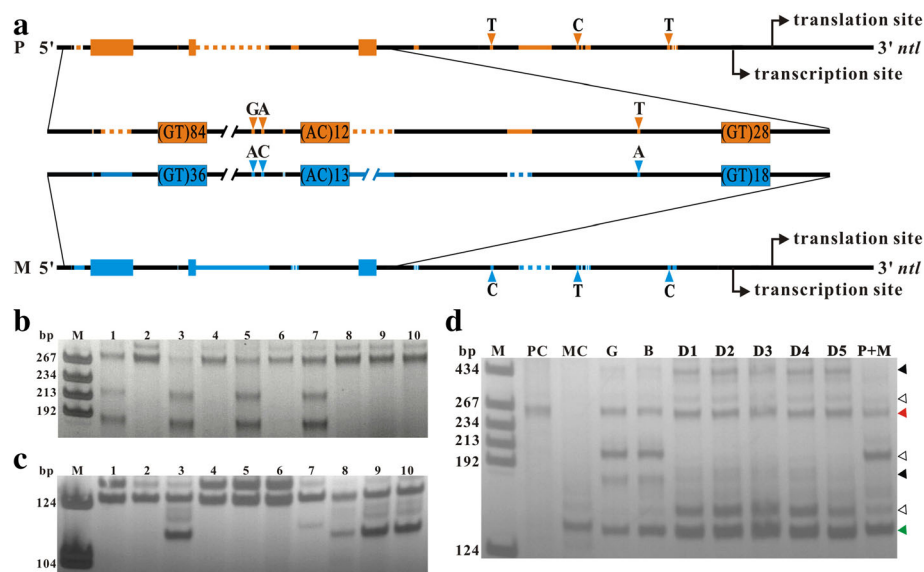 a
T C T translation site
P 5' 3' ntl
transcription site
GA T
(GT)84 (AC)12 (GT)28
AC A
(GT)36 (AC)13 (GT)18
translation site
M 5' 3' ntl
C T C transcription site
b
bp M 1 2 3 4 5 6 7 8 9 10
267
234
213
192
c
bp M 1 2 3 4 5 6 7 8 9 10
124
104
d
bp M PC MC G B D1 D2 D3 D4 D5 P+M
434
267
234
213
192
124